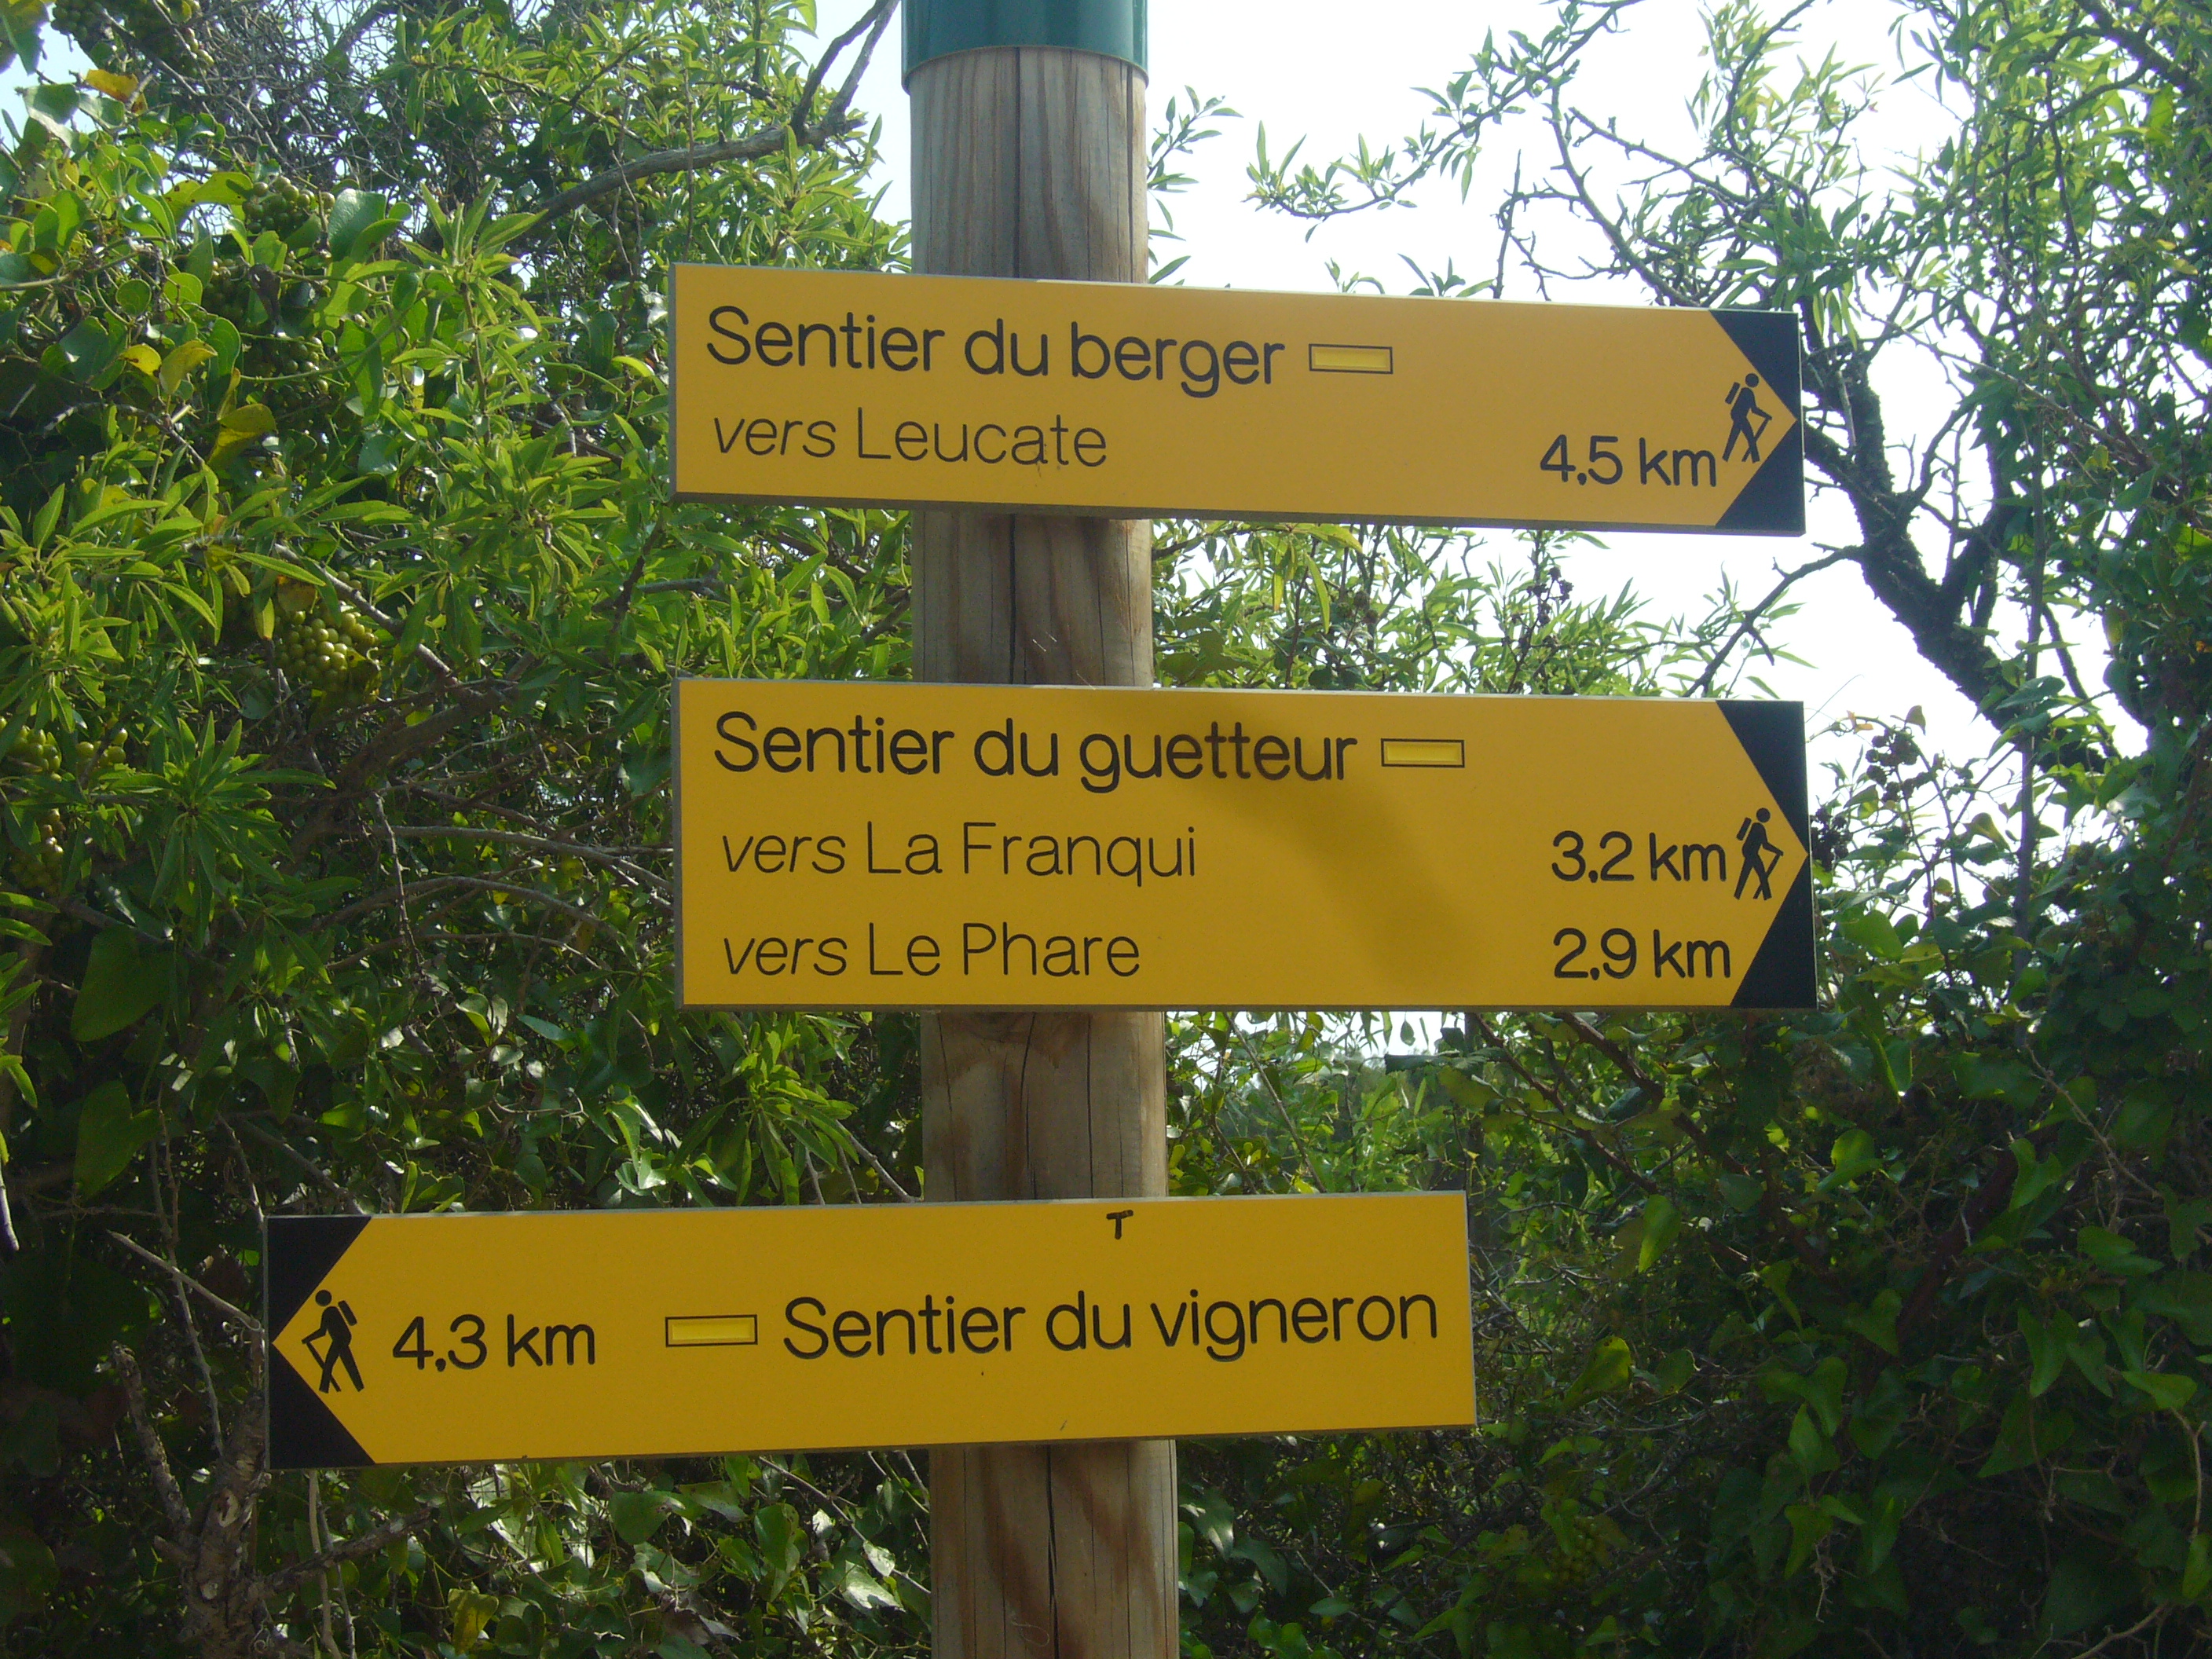 Sentier du berger
vers Leucate 4,5 km
Sentier du guetteur
vers La Franqui 3,2 km
vers Le Phare 2,9 km
T
4,3 km Sentier du vigneron